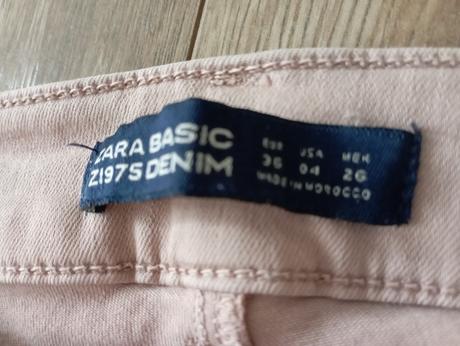 ZARA BASIC
Z1975 DENIM
EUR USA MEX
36 04 26
MADE IN MOROCCO